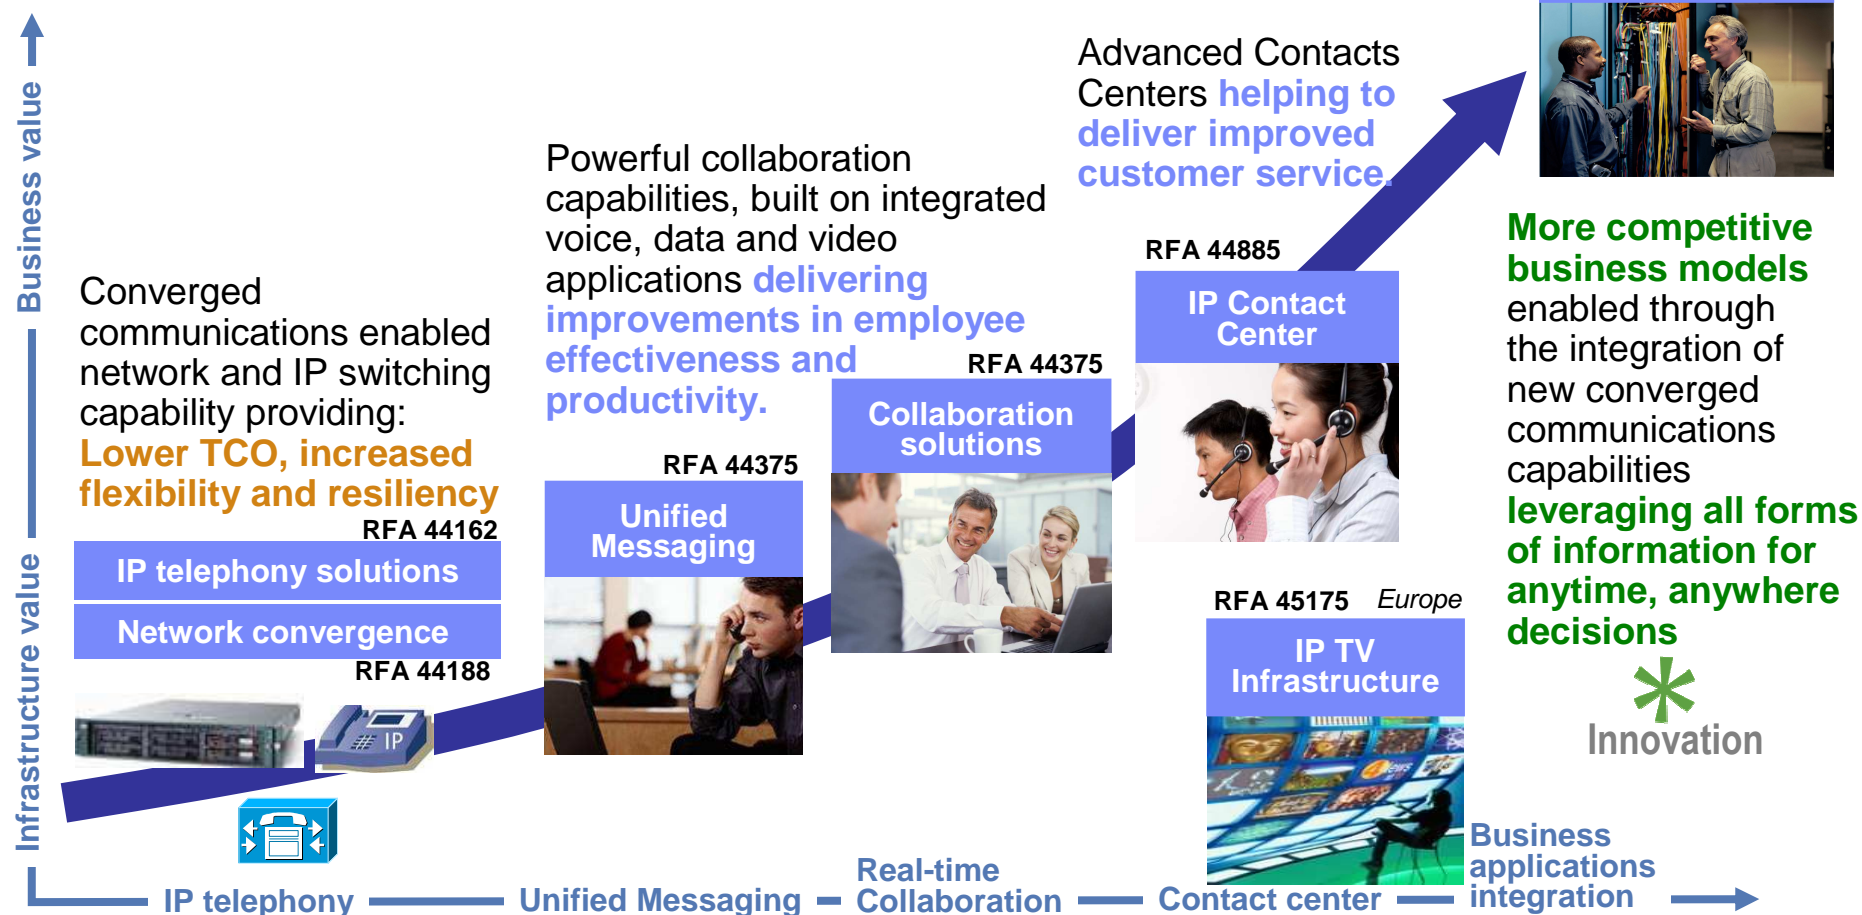 Business value
Infrastructure value
Converged
communications enabled
network and IP switching
capability providing:
Lower TCO, increased
flexibility and resiliency
RFA 44162
IP telephony solutions
Network convergence
RFA 44188
IP
Powerful collaboration
capabilities, built on integrated
voice, data and video
applications delivering
improvements in employee
effectiveness and
productivity.
RFA 44375
Unified
Messaging
RFA 44375
Collaboration
solutions
Advanced Contacts
Centers helping to
deliver improved
customer service.
RFA 44885
IP Contact
Center
RFA 45175 Europe
IP TV
Infrastructure
4 News
More competitive
business models
enabled through
the integration of
new converged
communications
capabilities
leveraging all forms
of information for
anytime, anywhere
decisions
Innovation
IP telephony
Unified Messaging
Real-time
Collaboration
Contact center
Business
applications
integration